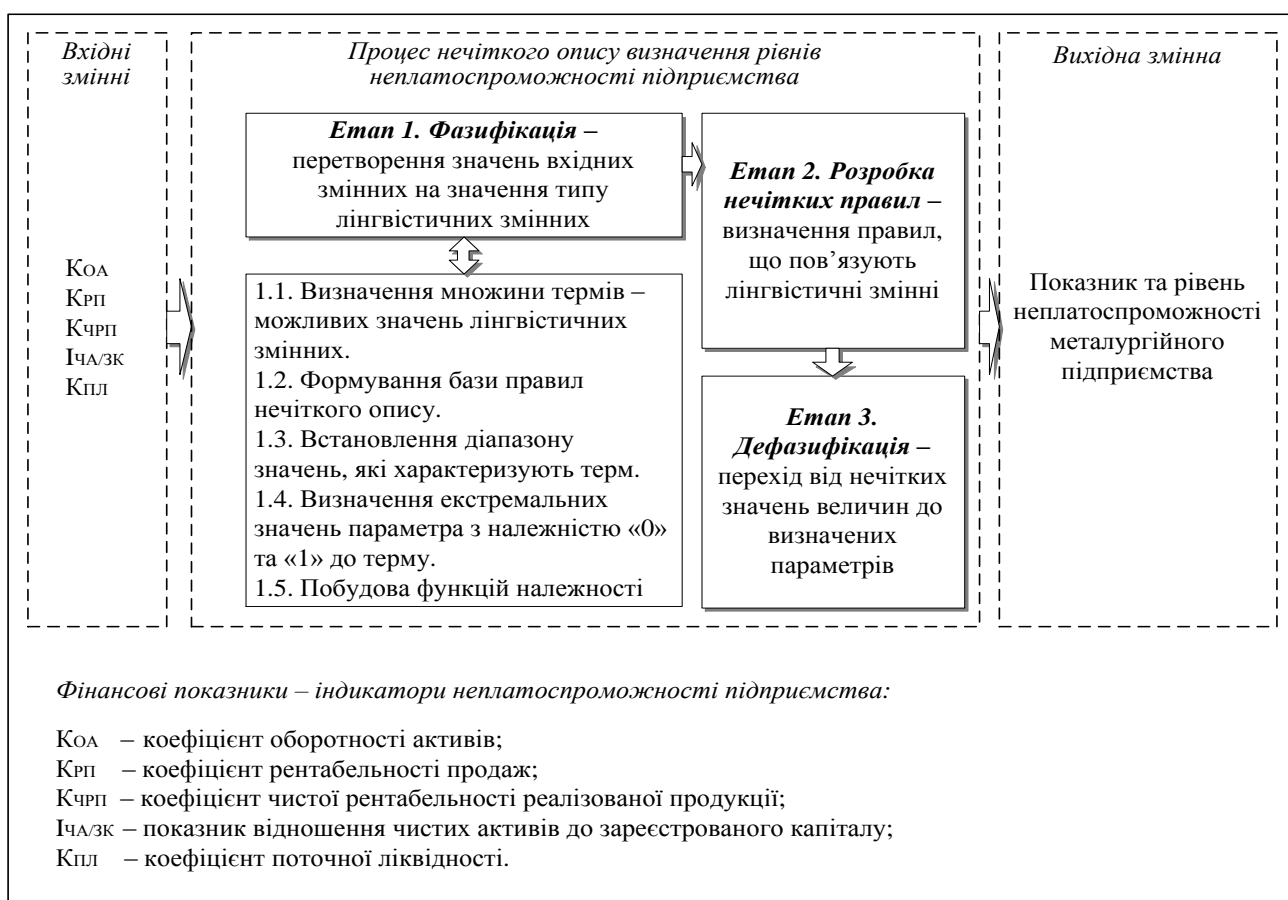 Вхідні
змінні
КОА
КРП
КЧРП
ІЧА/ЗК
КПЛ
Процес нечіткого опису визначення рівнів
неплатоспроможності підприємства
Етап 1. Фазифікація –
перетворення значень вхідних
змінних на значення типу
лінгвістичних змінних
1.1. Визначення множини термів –
можливих значень лінгвістичних
змінних.
1.2. Формування бази правил
нечіткого опису.
1.3. Встановлення діапазону
значень, які характеризують терм.
1.4. Визначення екстремальних
значень параметра з належністю «0»
та «1» до терму.
1.5. Побудова функцій належності
Етап 2. Розробка
нечітких правил –
визначення правил,
що пов’язують
лінгвістичні змінні
Етап 3.
Дефазифікація –
перехід від нечітких
значень величин до
визначених
параметрів
Вихідна змінна
Показник та рівень
неплатоспроможності
металургійного
підприємства
Фінансові показники – індикатори неплатоспроможності підприємства:
КОА – коефіцієнт оборотності активів;
КРП – коефіцієнт рентабельності продаж;
КЧРП – коефіцієнт чистої рентабельності реалізованої продукції;
ІЧА/ЗК – показник відношення чистих активів до зареєстрованого капіталу;
КПЛ – коефіцієнт поточної ліквідності.